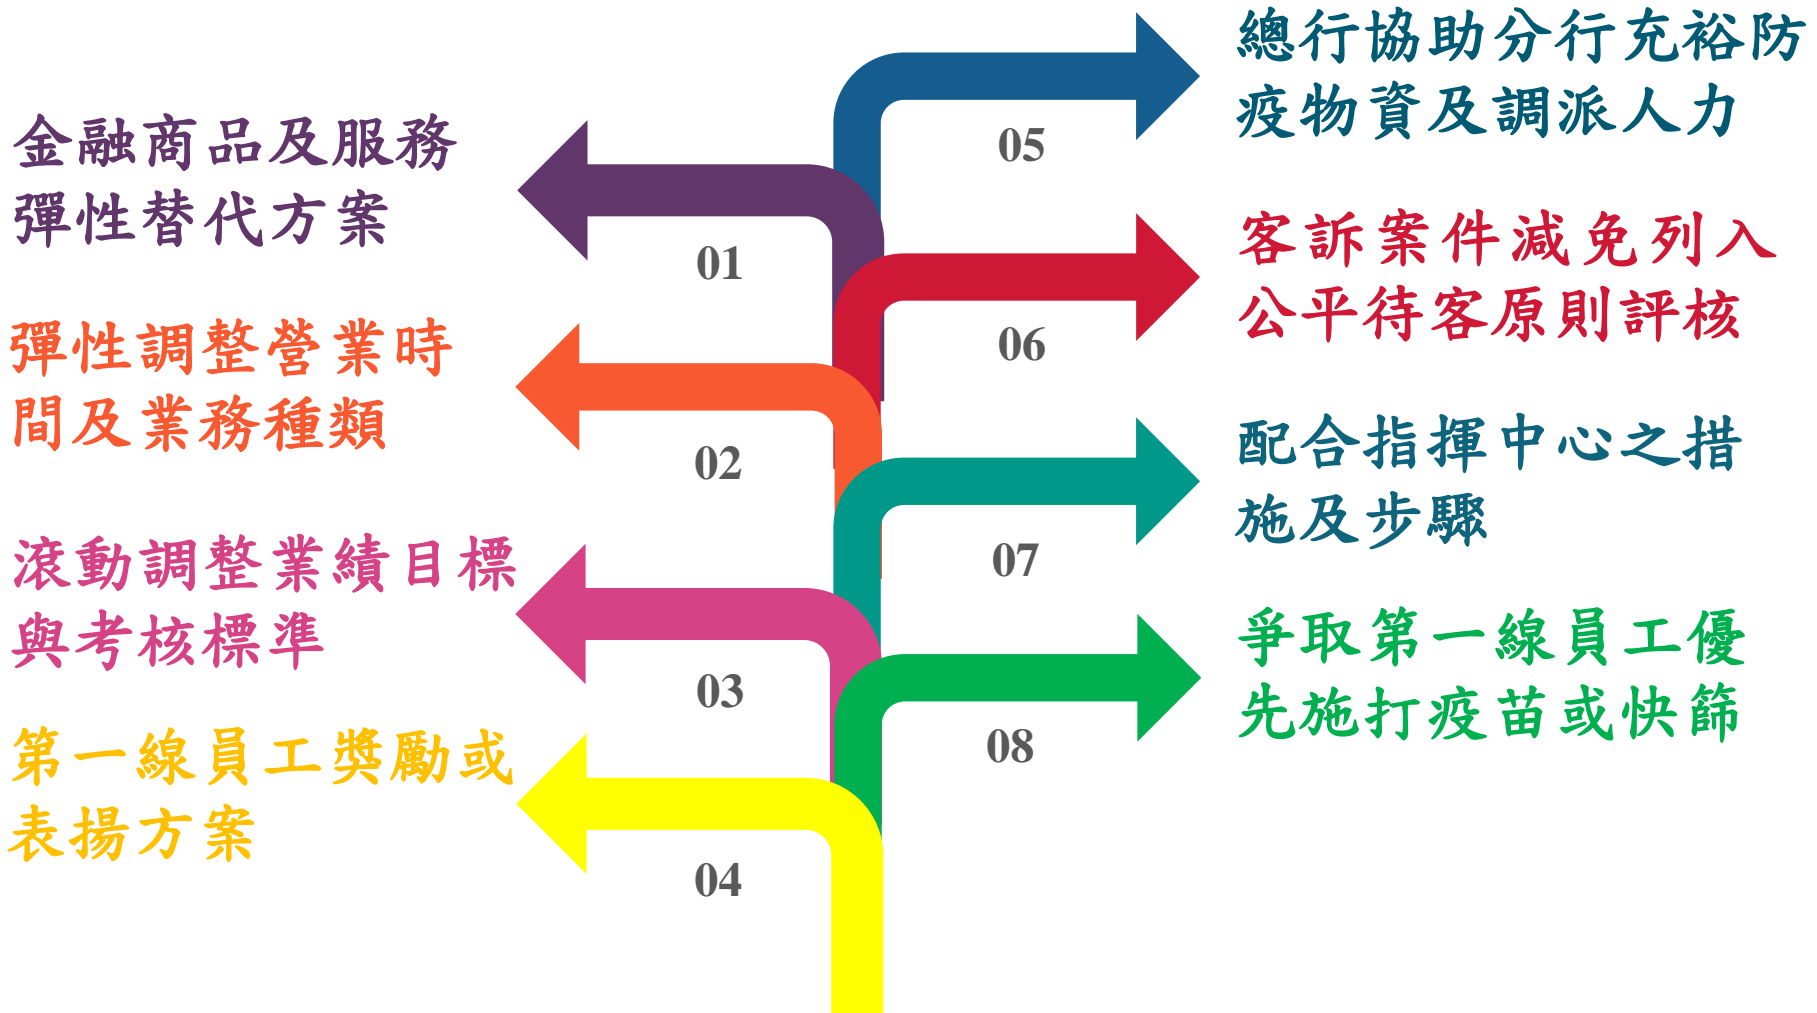 金融商品及服務
彈性替代方案
01
彈性調整營業時
間及業務種類
02
滾動調整業績目標
與考核標準
03
第一線員工獎勵或
表揚方案
04
總行協助分行充裕防
疫物資及調派人力
05
客訴案件減免列入
公平待客原則評核
06
配合指揮中心之措
施及步驟
07
爭取第一線員工優
先施打疫苗或快篩
08